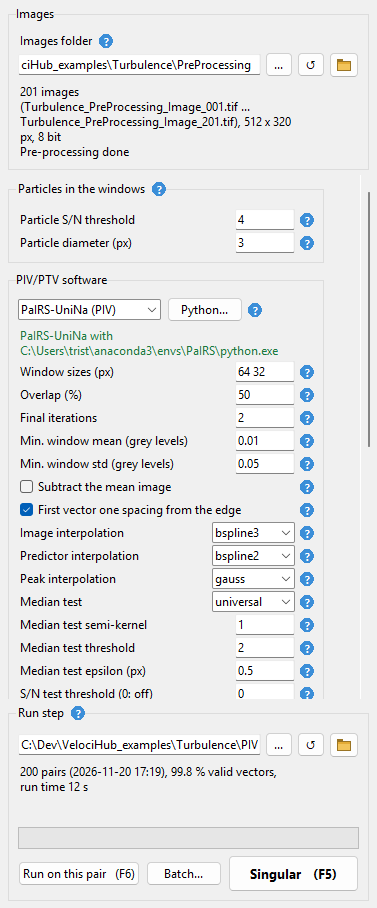 Images
Images folder ?
ciHub_examples\Turbulence\PreProcessing ...
201 images
(Turbulence_PreProcessing_Image_001.tif ...
Turbulence_PreProcessing_Image_201.tif), 512 x 320
px, 8 bit
Pre-processing done
Particles in the windows ?
Particle S/N threshold 4 ?
Particle diameter (px) 3 ?
PIV/PTV software
PaIRS-UniNa (PIV) Python... ?
PaIRS-UniNa with
C:\Users\trist\anaconda3\envs\PaIRS\python.exe
Window sizes (px) 64 32 ?
Overlap (%) 50 ?
Final iterations 2 ?
Min. window mean (grey levels) 0.01 ?
Min. window std (grey levels) 0.05 ?
Subtract the mean image ?
First vector one spacing from the edge ?
Image interpolation bspline3 ?
Predictor interpolation bspline2 ?
Peak interpolation gauss ?
Median test universal ?
Median test semi-kernel 1 ?
Median test threshold 2 ?
Median test epsilon (px) 0.5 ?
S/N test threshold (0: off) 0 ?
Run step ?
C:\Dev\VelociHub_examples\Turbulence\PIV ...
200 pairs (2026-11-20 17:19), 99.8 % valid vectors,
run time 12 s
Run on this pair (F6) Batch... Singular (F5)